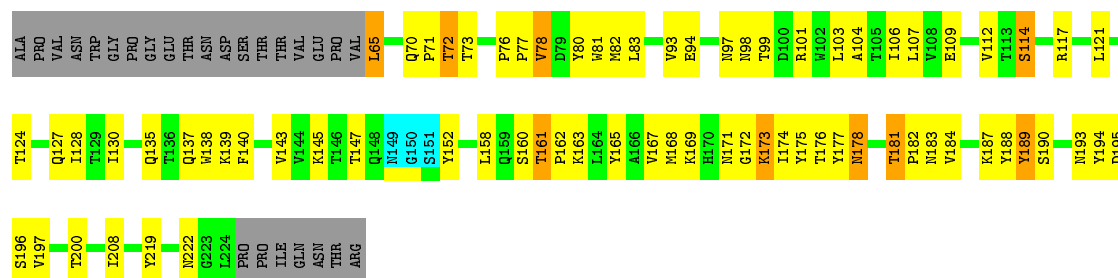 ALA PRO VAL ASN TRP GLY PRO GLY GLU THR ASN ASP SER THR THR VAL GLU PRO VAL L65 Q70 P71 T72 T73 P76 P77 V78 D79 Y80 W81 M82 L83 V93 E94 N97 N98 T99 D100 R101 W102 L103 A104 T105 I106 L107 V108 E109 V112 T113 S114 R117 L121
T124 Q127 I128 T129 I130 Q135 T136 Q137 W138 K139 F140 V143 V144 K145 T146 T147 Q148 N149 G150 S151 Y152 L158 Q159 S160 T161 P162 K163 L164 Y165 A166 V167 M168 K169 H170 N171 G172 K173 I174 Y175 T176 Y177 N178 T181 P182 N183 V184 K187 Y188 Y189 S190 N193 Y194 D195
S196 V197 T200 I208 Y219 N222 G223 L224 PRO PRO ILE GLN ASN THR ARG